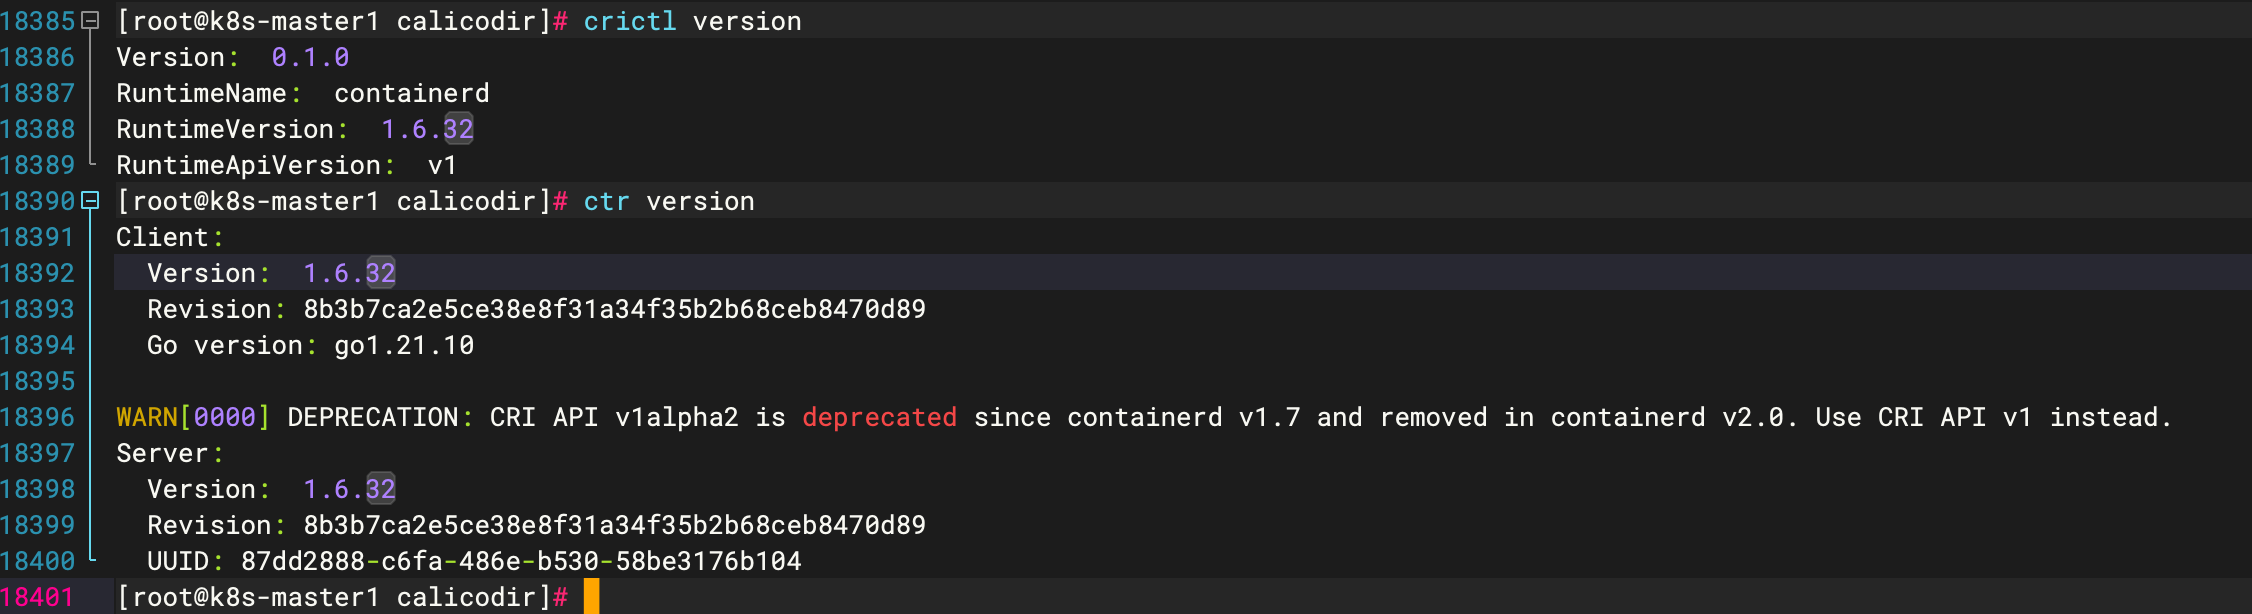 18385 [root@k8s-master1 calicodir]# crictl version
18386 Version:  0.1.0
18387 RuntimeName:  containerd
18388 RuntimeVersion:  1.6.32
18389 RuntimeApiVersion:  v1
18390 [root@k8s-master1 calicodir]# ctr version
18391 Client:
18392   Version:  1.6.32
18393   Revision: 8b3b7ca2e5ce38e8f31a34f35b2b68ceb8470d89
18394   Go version: go1.21.10
18395
18396 WARN[0000] DEPRECATION: CRI API v1alpha2 is deprecated since containerd v1.7 and removed in containerd v2.0. Use CRI API v1 instead.
18397 Server:
18398   Version:  1.6.32
18399   Revision: 8b3b7ca2e5ce38e8f31a34f35b2b68ceb8470d89
18400   UUID: 87dd2888-c6fa-486e-b530-58be3176b104
18401 [root@k8s-master1 calicodir]#